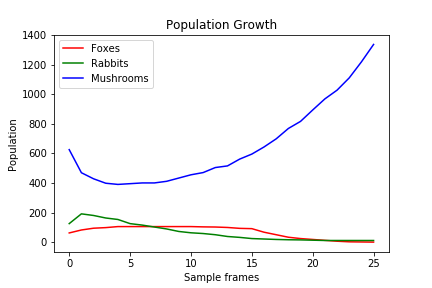 Population Growth
Foxes
Rabbits
Mushrooms
Population
1400
1200
1000
800
600
400
200
0
0 5 10 15 20 25
Sample frames